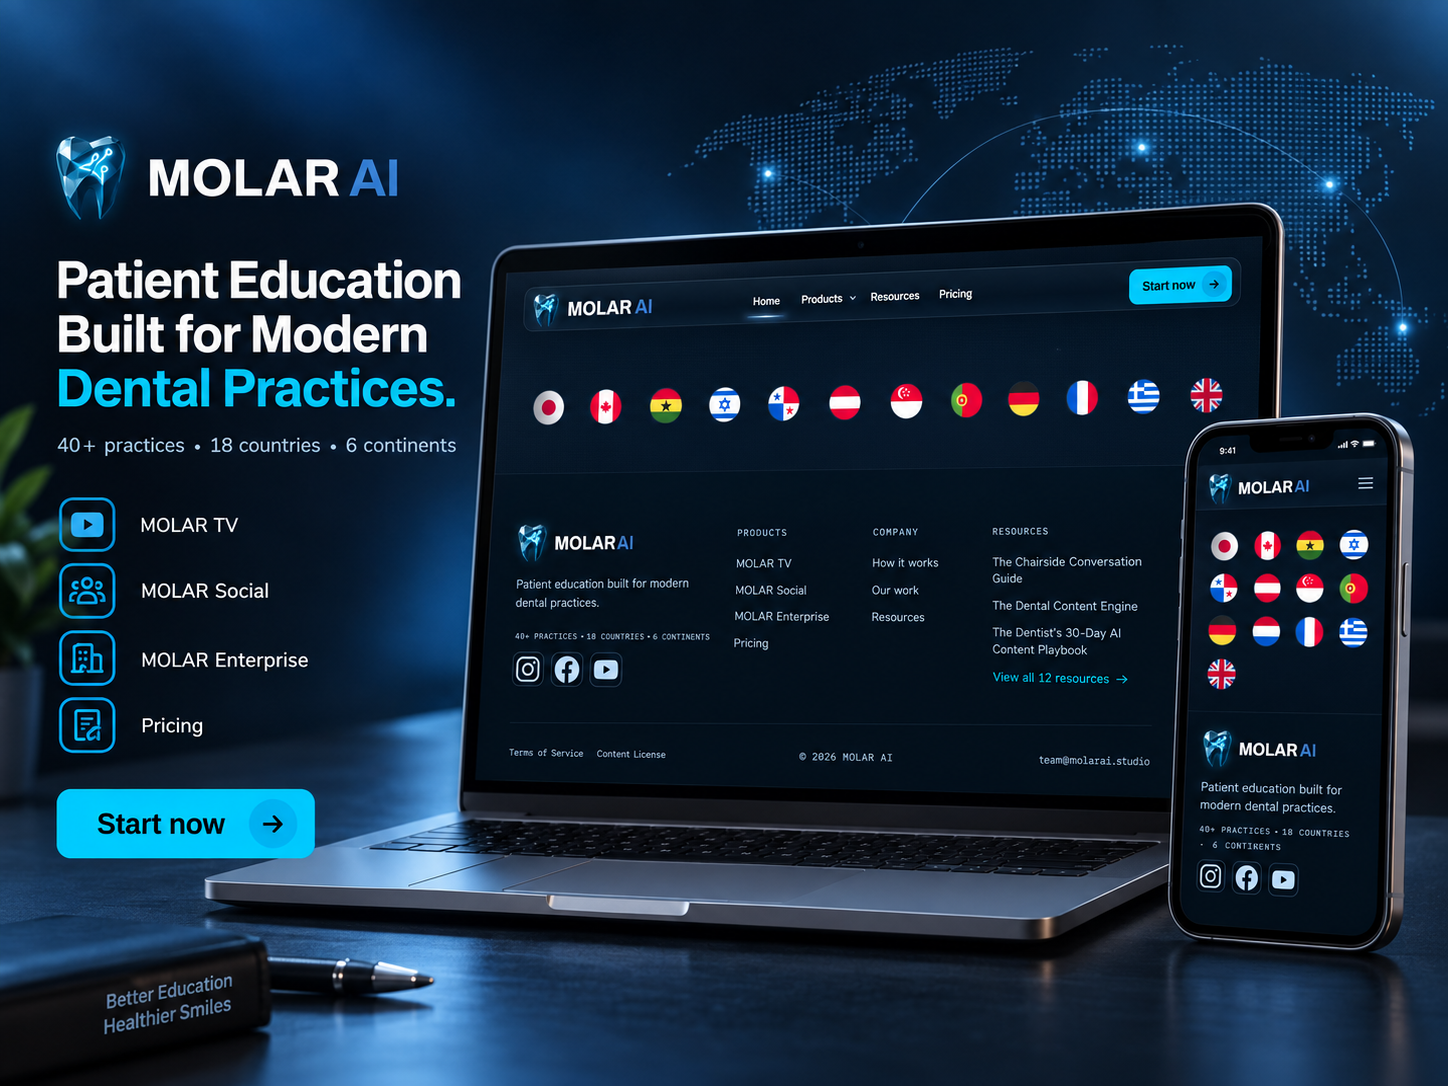 MOLAR AI
Patient Education
Built for Modern
Dental Practices.
40+ practices • 18 countries • 6 continents
MOLAR TV
MOLAR Social
MOLAR Enterprise
Pricing
Start now
Better Education
Healthier Smiles
MOLAR AI
Home
Products
Resources
Pricing
Start now
MOLAR AI
Patient education built for modern
dental practices.
40+ PRACTICES • 18 COUNTRIES • 6 CONTINENTS
PRODUCTS
MOLAR TV
MOLAR Social
MOLAR Enterprise
Pricing
COMPANY
How it works
Our work
Resources
RESOURCES
The Chairside Conversation
Guide
The Dental Content Engine
The Dentist's 30-Day AI
Content Playbook
View all 12 resources →
Terms of Service
Content License
© 2026 MOLAR AI
team@molarai.studio
9:41
MOLAR AI
MOLAR AI
Patient education built for
modern dental practices.
40+ PRACTICES • 18 COUNTRIES
· 6 CONTIKENTS